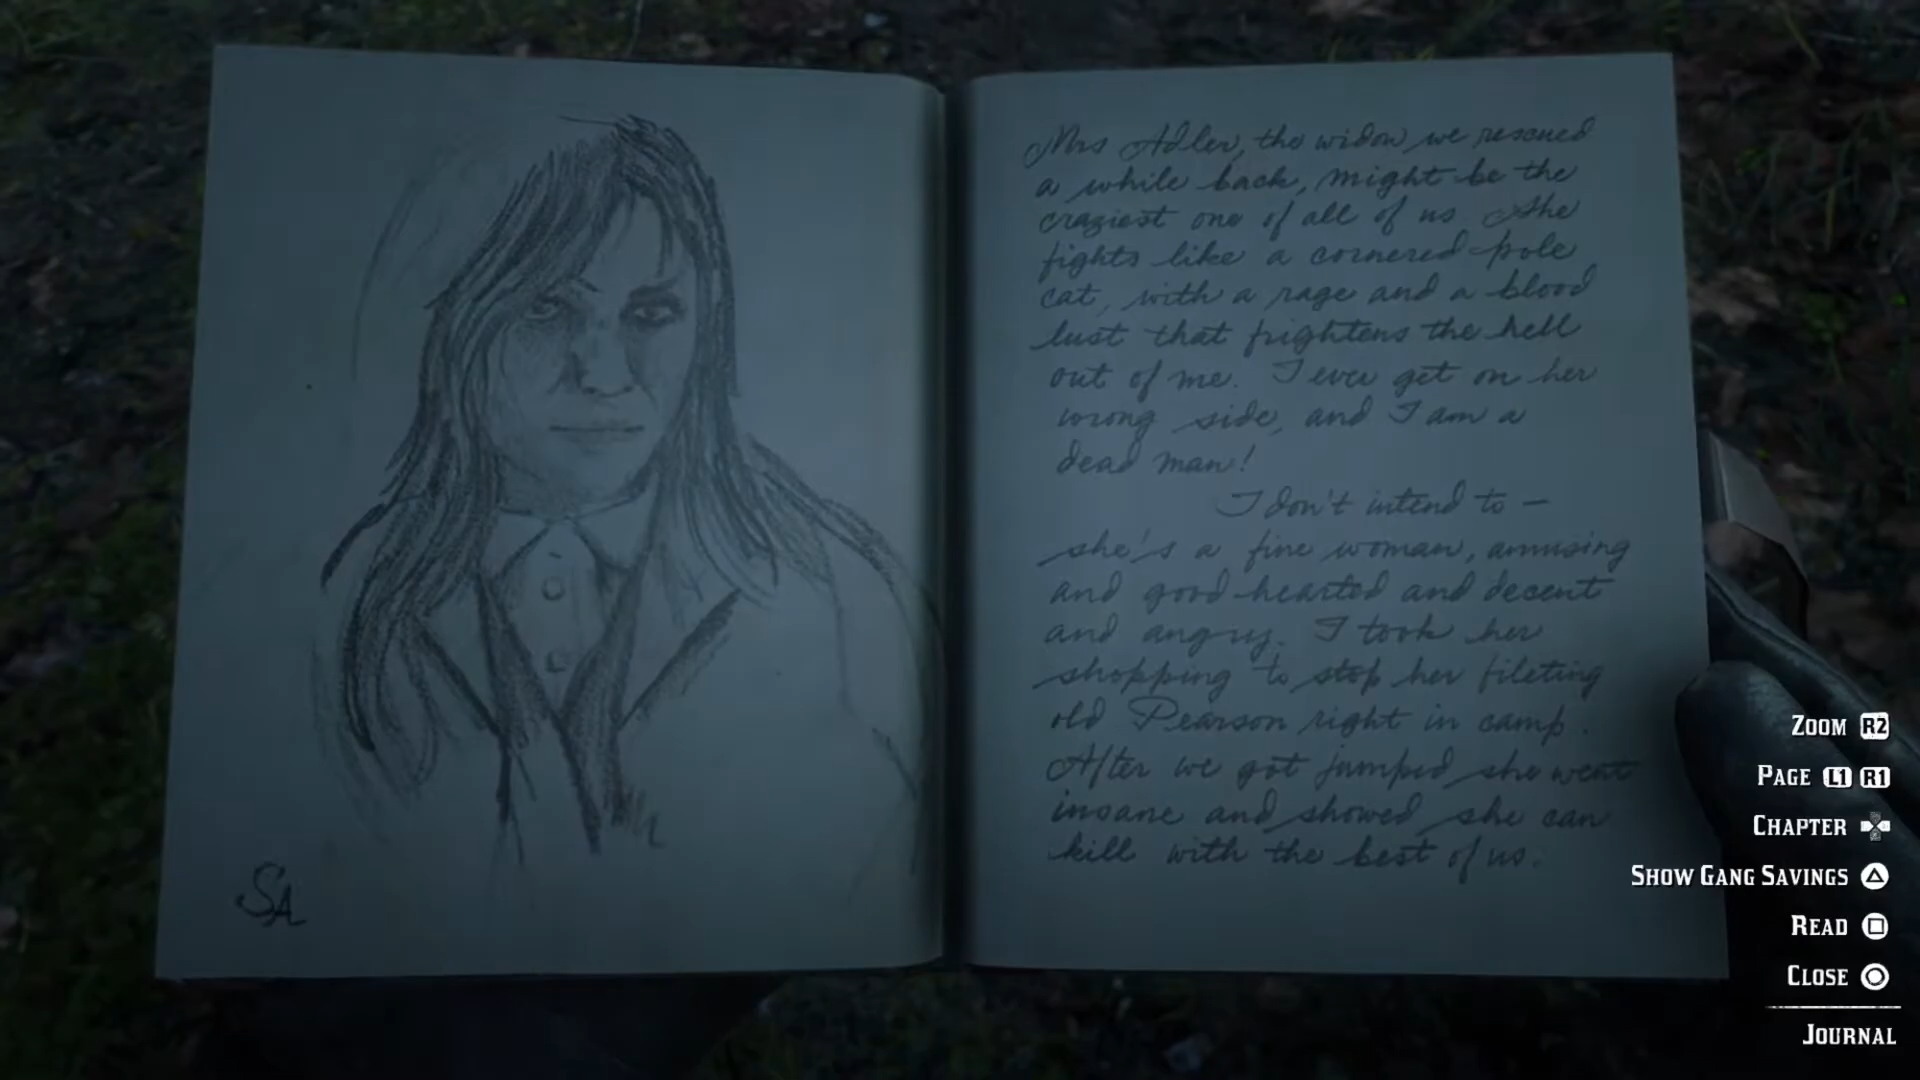 Mrs Adler, the widow we rescued
a while back, might be the
craziest one of all of us. She
fights like a cornered pole
cat, with a rage and a blood
lust that frightens the hell
out of me. I ever get on her
wrong side, and I am a
dead man!
I don't intend to —
she's a fine woman, amusing
and good hearted and decent
and angry. I took her
shopping to stop her fileting
old Pearson right in camp.
After we got jumped she went
insane and showed she can
kill with the best of us.
SA
ZOOM R2
PAGE L1 R1
CHAPTER
SHOW GANG SAVINGS
READ
CLOSE
JOURNAL